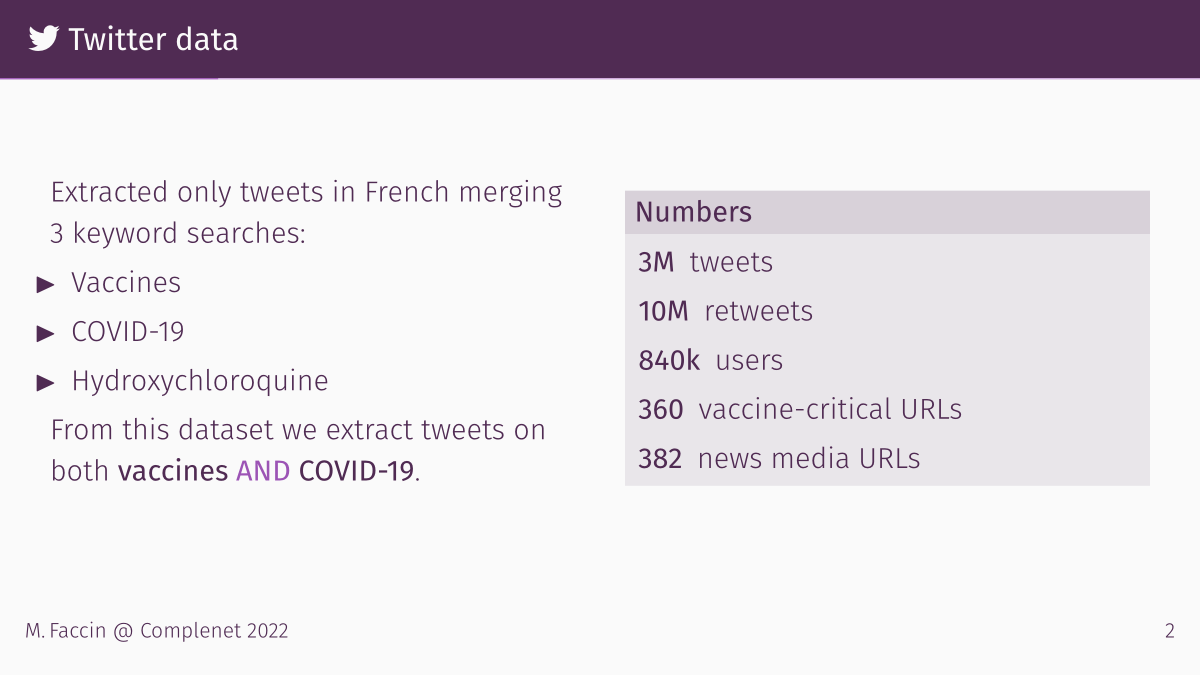 Twitter data
Extracted only tweets in French merging
3 keyword searches:
▶ Vaccines
▶ COVID-19
▶ Hydroxychloroquine
From this dataset we extract tweets on
both vaccines AND COVID-19.
Numbers
3M tweets
10M retweets
840k users
360 vaccine-critical URLs
382 news media URLs
M. Faccin @ Complenet 2022
2